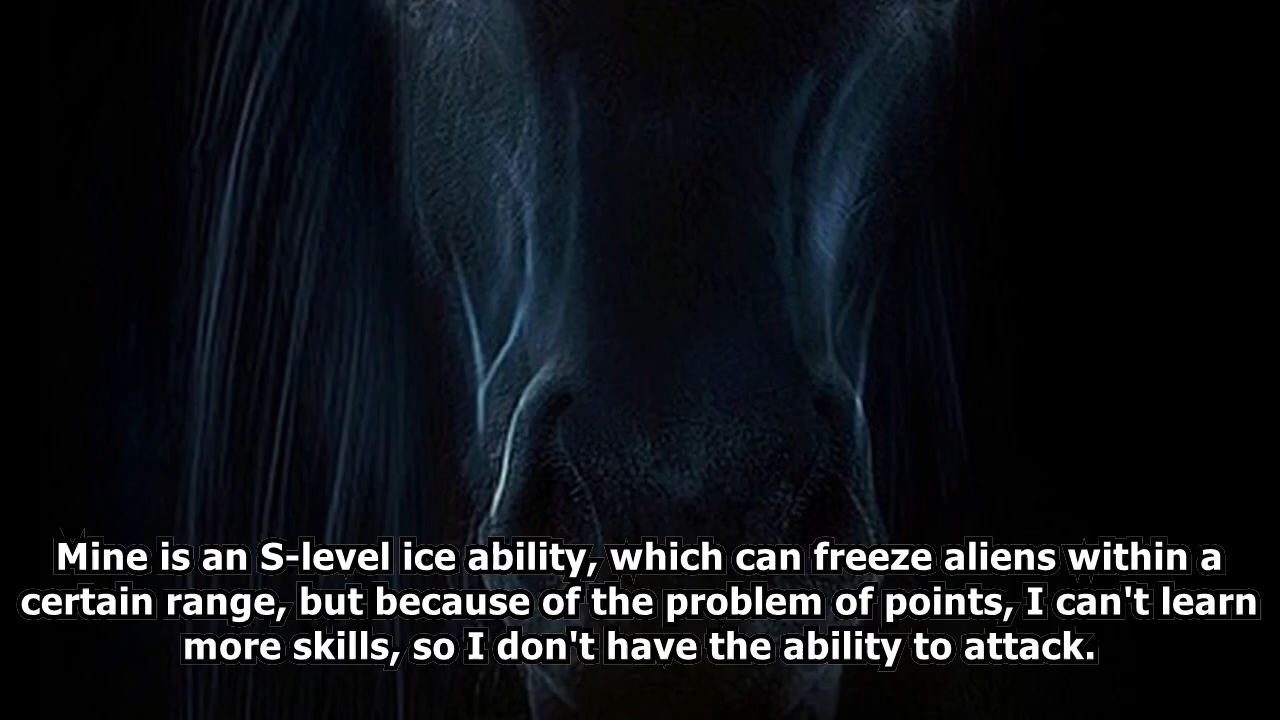 Mine is an S-level ice ability, which can freeze aliens within a
certain range, but because of the problem of points, I can't learn
more skills, so I don't have the ability to attack.